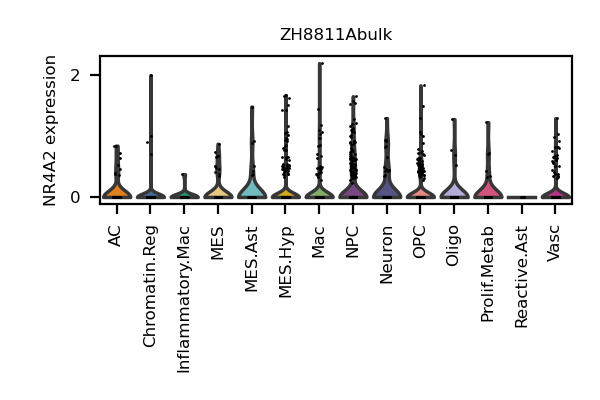 ZH8811Abulk
NR4A2 expression
2
0
AC
Chromatin.Reg
Inflammatory.Mac
MES
MES.Ast
MES.Hyp
Mac
NPC
Neuron
OPC
Oligo
Prolif.Metab
Reactive.Ast
Vasc